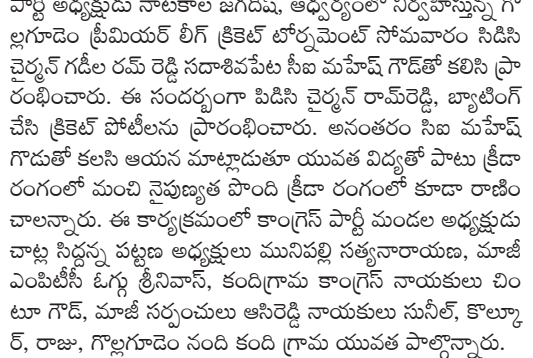 పార్టీ అధ్యక్షుడు నాటకాల జగదీష్, ఆధ్వర్యంలో నిర్వహిస్తున్న గొ
ల్లగూడెం ప్రీమియర్ లీగ్ క్రికెట్ టోర్నమెంట్ సోమవారం సిడిసి
చైర్మన్ గడీల రమ్ రెడ్డి సదాశివపేట సీఐ మహేష్ గౌడ్‌తో కలిసి ప్రా
రంభించారు. ఈ సందర్భంగా పిడిసి చైర్మన్ రామ్‌రెడ్డి, బ్యాటింగ్
చేసి క్రికెట్ పోటీలను ప్రారంభించారు. అనంతరం సిఐ మహేష్
గౌడుతో కలసి ఆయన మాట్లాడుతూ యువత విద్యతో పాటు క్రీడా
రంగంలో మంచి నైపుణ్యత పొంది క్రీడా రంగంలో కూడా రాణిం
చాలన్నారు. ఈ కార్యక్రమంలో కాంగ్రెస్ పార్టీ మండల అధ్యక్షుడు
చాట్ల సిద్దన్న పట్టణ అధ్యక్షులు మునిపల్లి సత్యనారాయణ, మాజీ
ఎంపిటీసీ ఓగ్గు శ్రీనివాస్, కందిగ్రామ కాంగ్రెస్ నాయకులు చిం
టూ గౌడ్, మాజీ సర్పంచులు ఆసిరెడ్డి నాయకులు సునీల్, కొల్కూ
ర్, రాజు, గొల్లగూడెం నంది కంది గ్రామ యువత పాల్గొన్నారు.